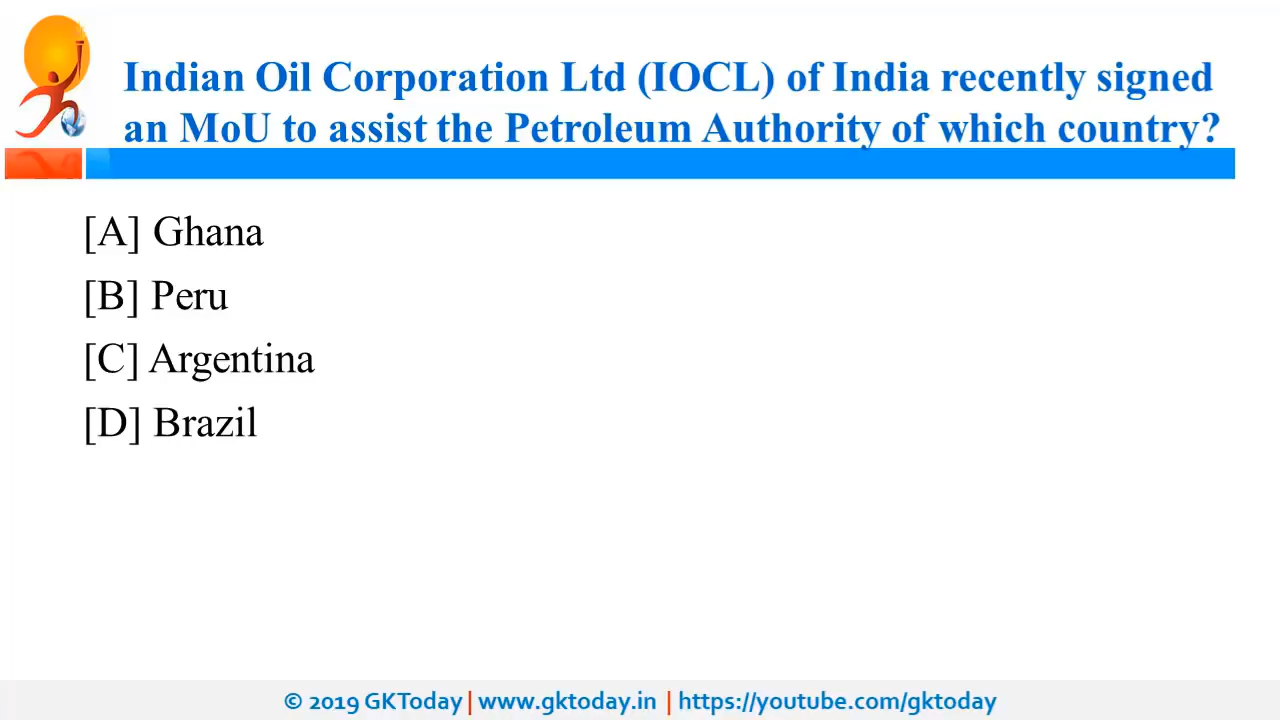 Indian Oil Corporation Ltd (IOCL) of India recently signed
an MoU to assist the Petroleum Authority of which country?
[A] Ghana
[B] Peru
[C] Argentina
[D] Brazil
© 2019 GKToday | www.gktoday.in | https://youtube.com/gktoday